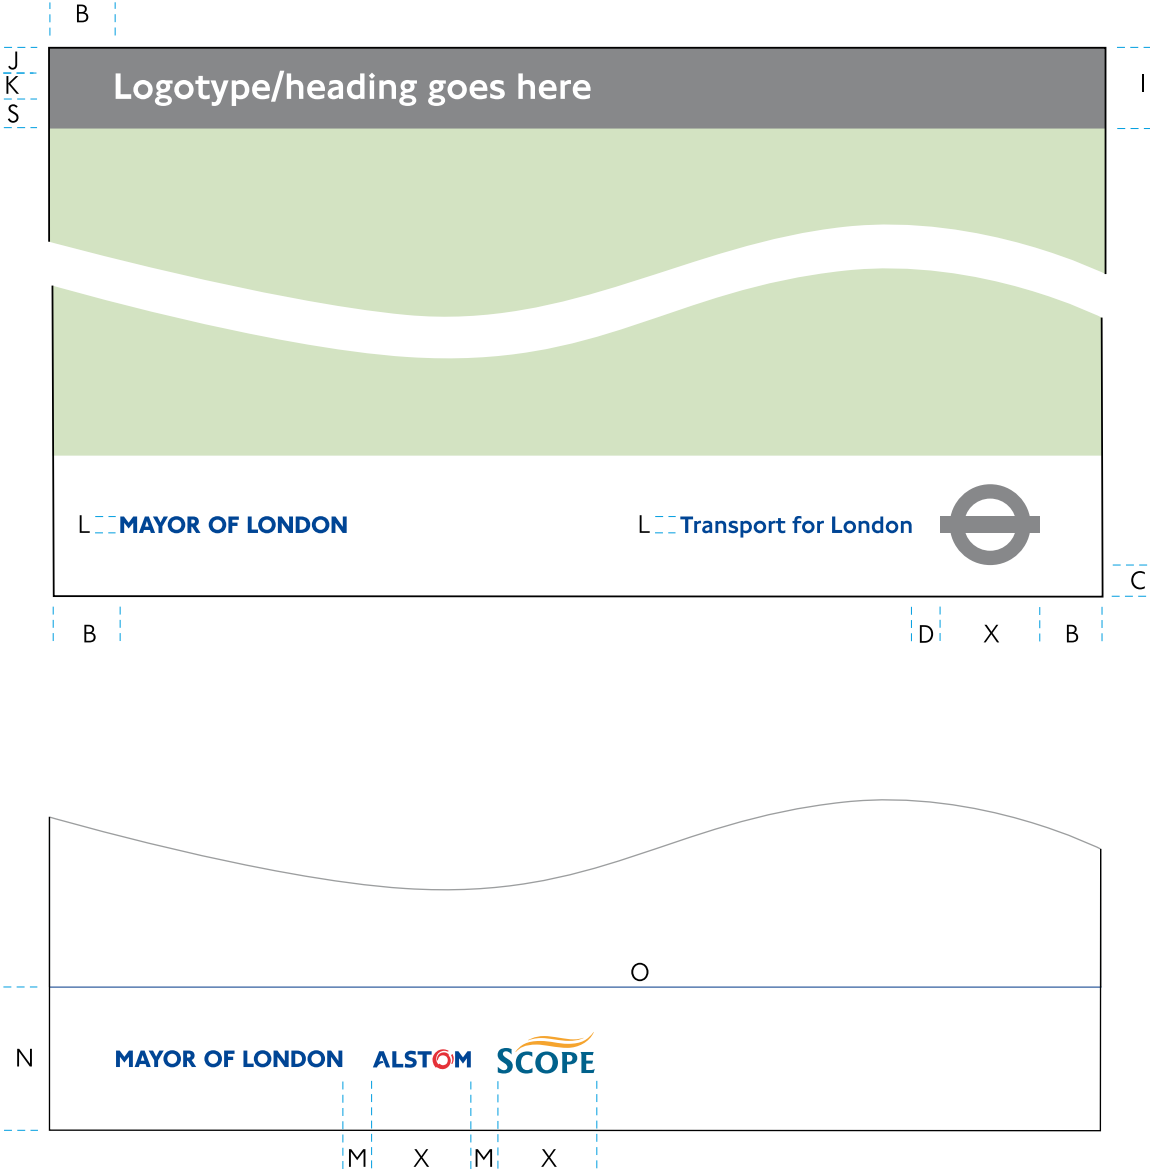 B
J
K
S
Logotype/heading goes here
I
L MAYOR OF LONDON
L Transport for London
C
B
D X B
O
N
MAYOR OF LONDON ALSTOM SCOPE
M X M X